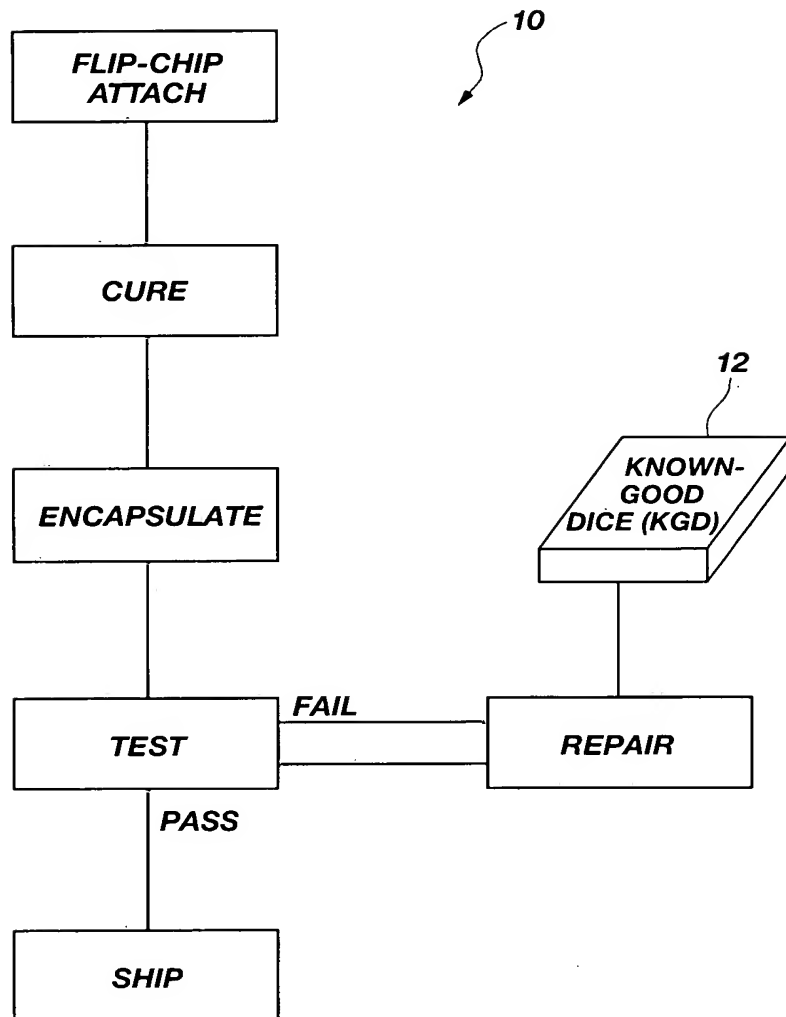 10
FLIP-CHIP
ATTACH
CURE
12
KNOWN-
GOOD
DICE (KGD)
ENCAPSULATE
FAIL
TEST
REPAIR
PASS
SHIP